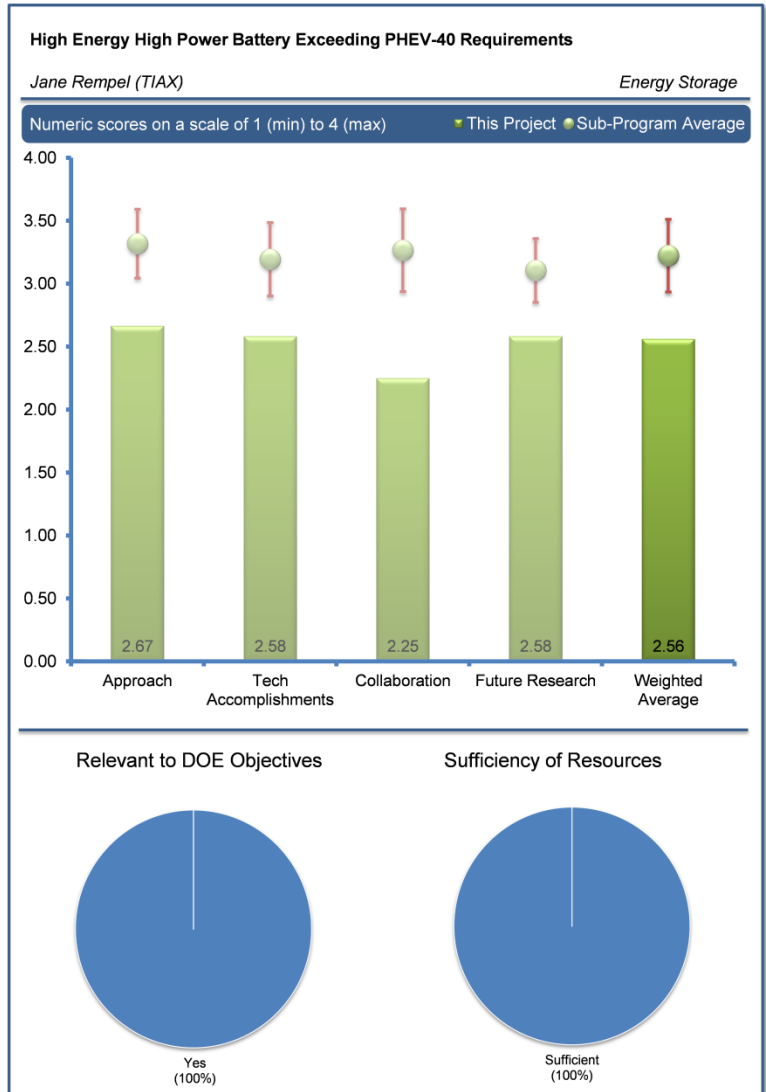 High Energy High Power Battery Exceeding PHEV-40 Requirements
Jane Rempel (TIAX) Energy Storage
Numeric scores on a scale of 1 (min) to 4 (max) This Project Sub-Program Average
4.00
3.50
3.00
2.50
2.00
1.50
1.00
0.50
0.00
2.67 2.58 2.25 2.58 2.56
Approach Tech Accomplishments Collaboration Future Research Weighted Average
Relevant to DOE Objectives
Sufficiency of Resources
Yes
(100%)
Sufficient
(100%)